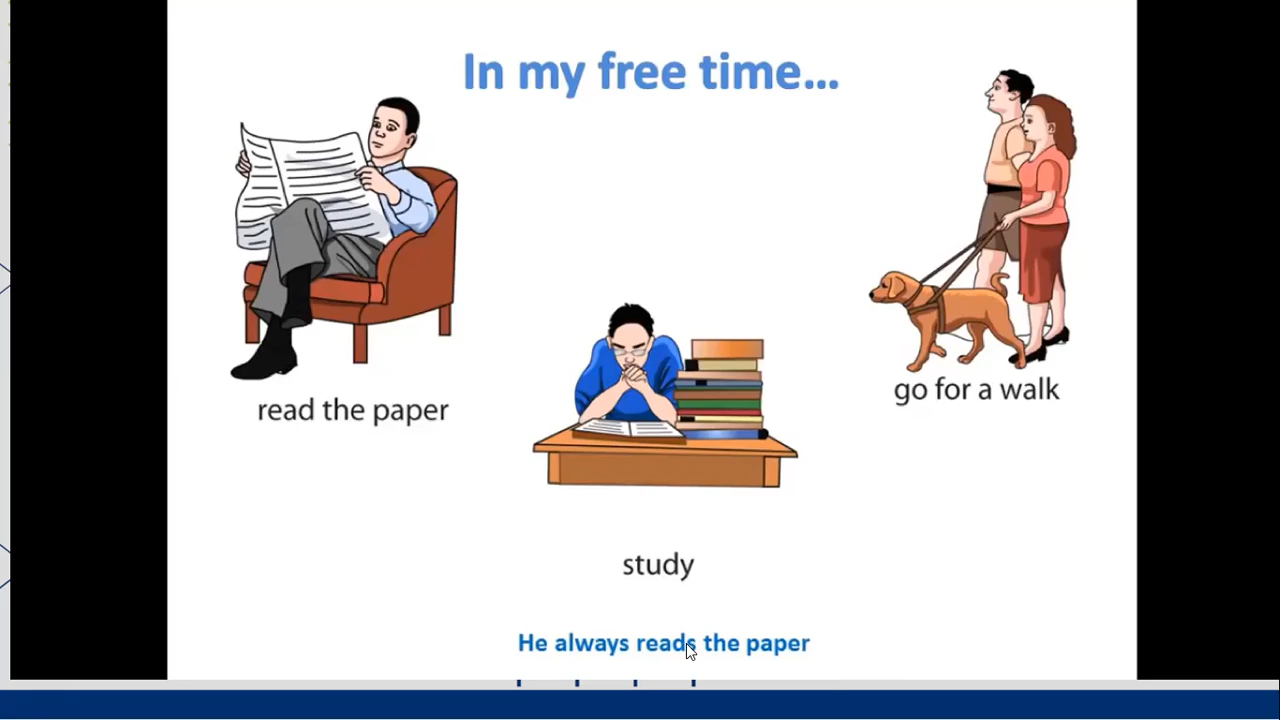 In my free time...
read the paper
go for a walk
study
He always reads the paper